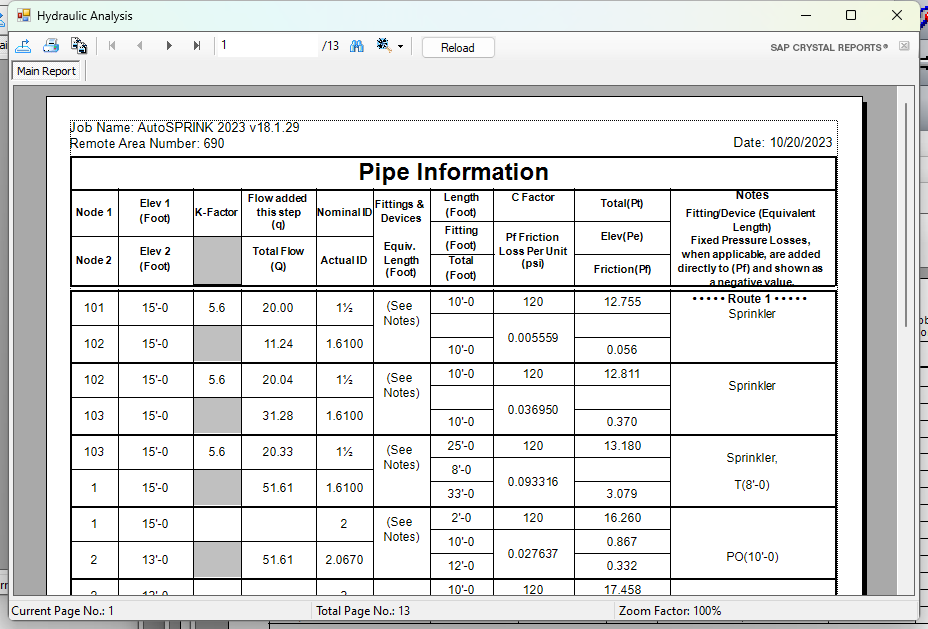 Hydraulic Analysis
1 /13 Reload SAP CRYSTAL REPORTS®
Main Report
Job Name: AutoSPRINK 2023 v18.1.29
Remote Area Number: 690 Date: 10/20/2023
Pipe Information
Node 1
Node 2
Elev 1
(Foot)
Elev 2
(Foot)
K-Factor
Flow added
this step
(q)
Total Flow
(Q)
Nominal ID
Actual ID
Fittings &
Devices
Equiv.
Length
(Foot)
Length
(Foot)
Fitting
(Foot)
Total
(Foot)
C Factor
Pf Friction
Loss Per Unit
(psi)
Total(Pt)
Elev(Pe)
Friction(Pf)
Notes
Fitting/Device (Equivalent
Length)
Fixed Pressure Losses,
when applicable, are added
directly to (Pf) and shown as
a negative value.
• • • • • Route 1 • • • • •
101 15'-0 5.6 20.00 1½ (See
Notes) 10'-0 120 12.755 Sprinkler
0.005559
102 15'-0 11.24 1.6100 10'-0 0.056
102 15'-0 5.6 20.04 1½ (See
Notes) 10'-0 120 12.811 Sprinkler
0.036950
103 15'-0 31.28 1.6100 10'-0 0.370
103 15'-0 5.6 20.33 1½ (See
Notes) 25'-0 120 13.180 Sprinkler,
8'-0 0.093316
1 15'-0 51.61 1.6100 33'-0 3.079 T(8'-0)
1 15'-0 2 (See
Notes) 2'-0 120 16.260
10'-0 0.027637 0.867
2 13'-0 51.61 2.0670 12'-0 0.332 PO(10'-0)
10'-0 120 17.458
Current Page No.: 1 Total Page No.: 13 Zoom Factor: 100%